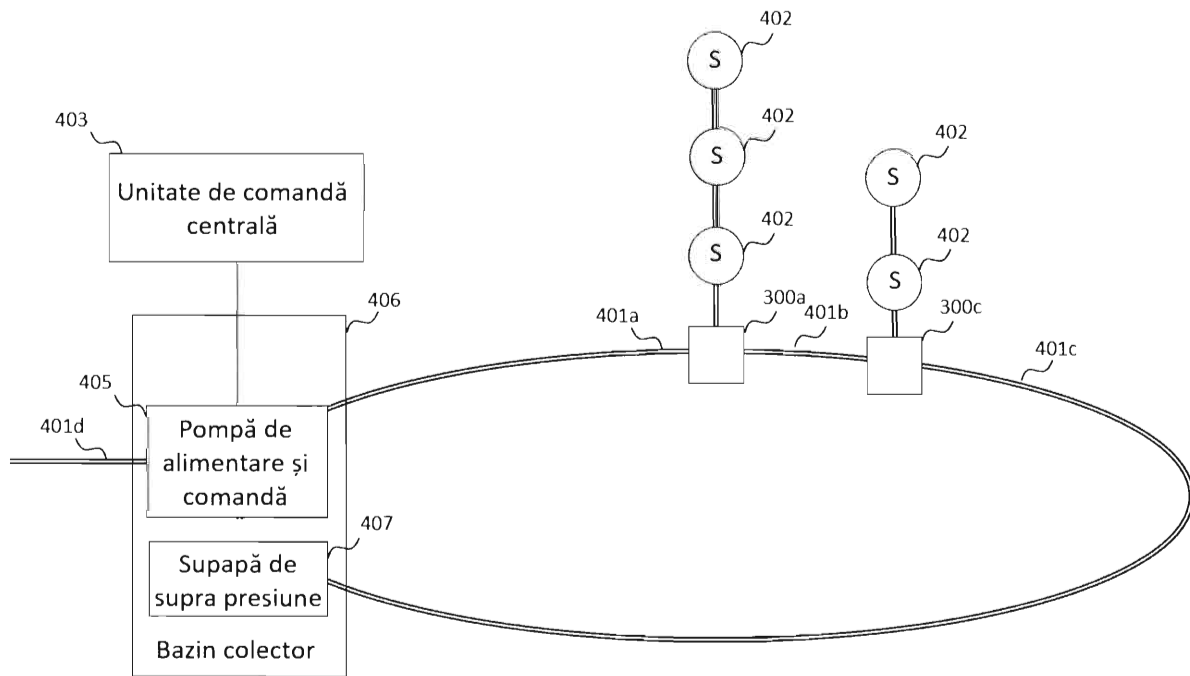 402
S
403
402
S
402
S
Unitate de comandă
centrală
402
S
402
S
406
300a
401a
401b
300c
401c
405
401d
Pompă de
alimentare și
comandă
407
Supapă de
supra presiune
Bazin colector